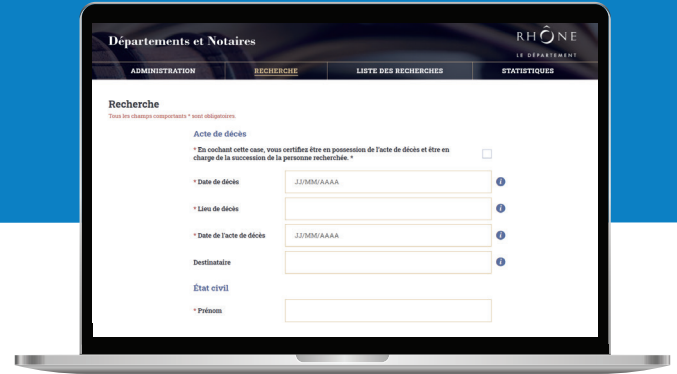 Départements et Notaires
RHÔNE
LE DÉPARTEMENT
ADMINISTRATION RECHERCHE LISTE DES RECHERCHES STATISTIQUES
Recherche
Tous les champs comportants * sont obligatoires.
Acte de décès
* En cochant cette case, vous certifiez être en possession de l'acte de décès et être en
charge de la succession de la personne recherchée. *
* Date de décès JJ/MM/AAAA i
* Lieu de décès i
* Date de l'acte de décès JJ/MM/AAAA i
Destinataire i
État civil
* Prénom